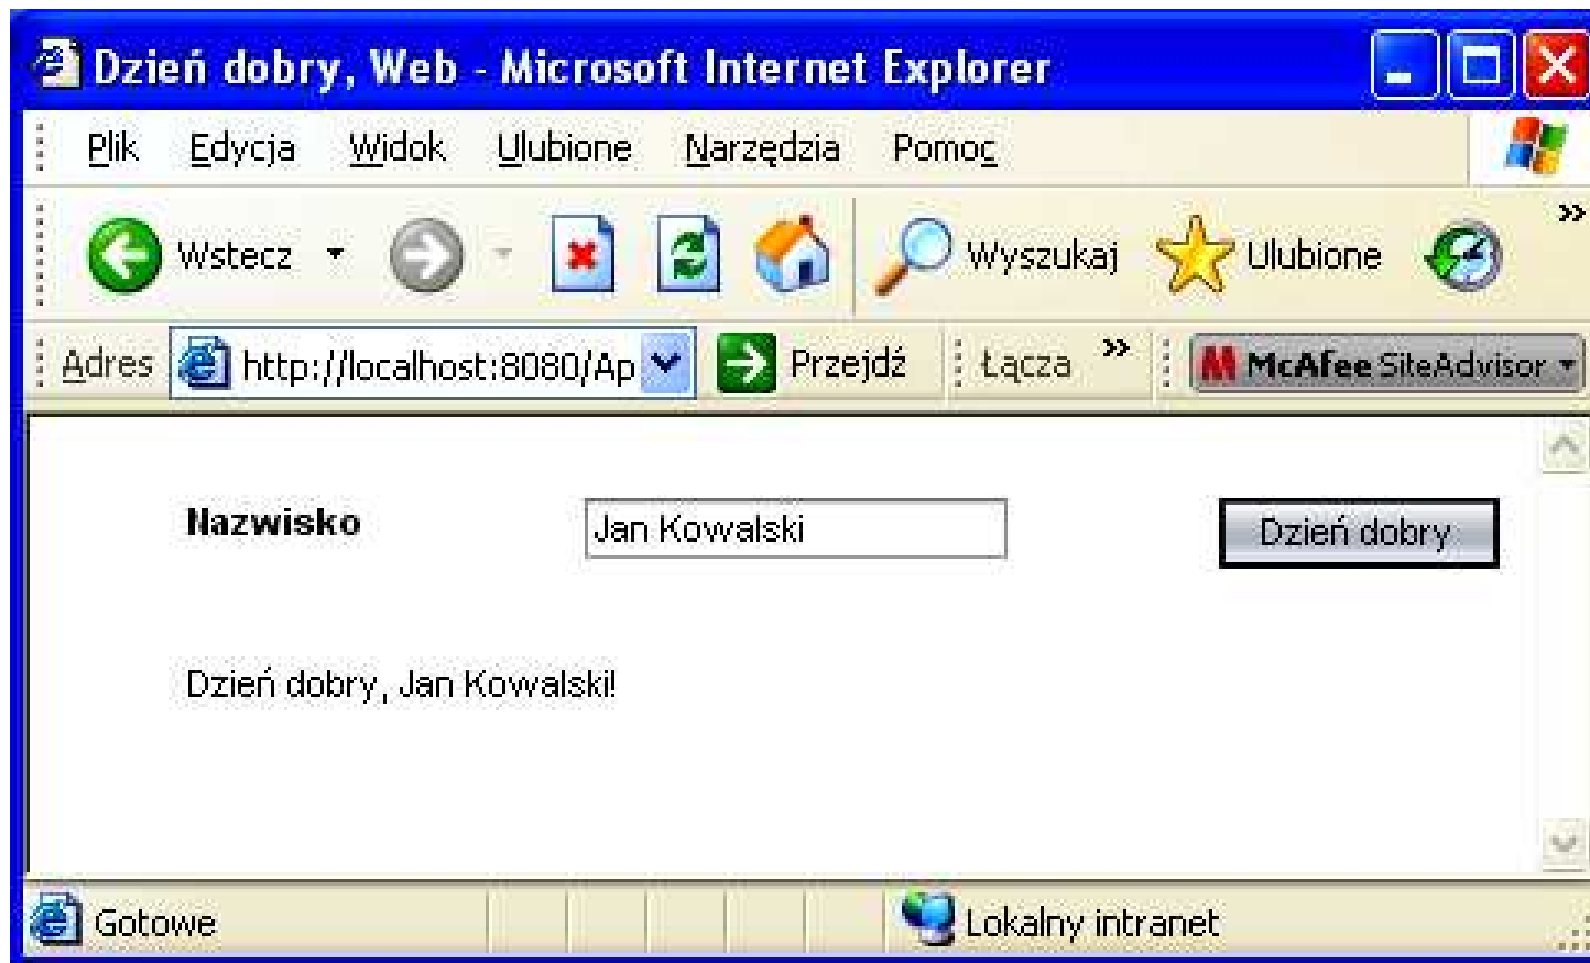 Dzień dobry, Web - Microsoft Internet Explorer
Plik Edycja Widok Ulubione Narzędzia Pomoc
Wstecz Wyszukaj Ulubione »
Adres http://localhost:8080/Ap Przejdź Łącza » McAfee SiteAdvisor
Nazwisko Jan Kowalski Dzień dobry
Dzień dobry, Jan Kowalski!
Gotowe Lokalny intranet